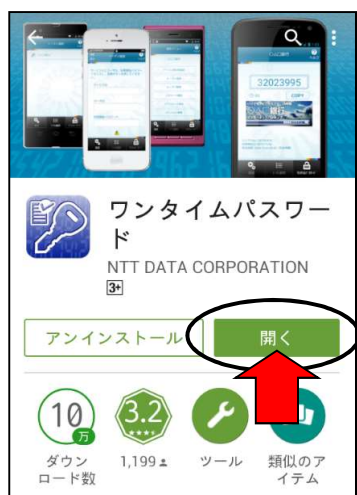 32023995
銀行
ワンタイムパスワー
ド
NTT DATA CORPORATION
3+
アンインストール
開く
10
万
3.2
ダウン
ロード数
1,199
ツール
類似のア
イテム